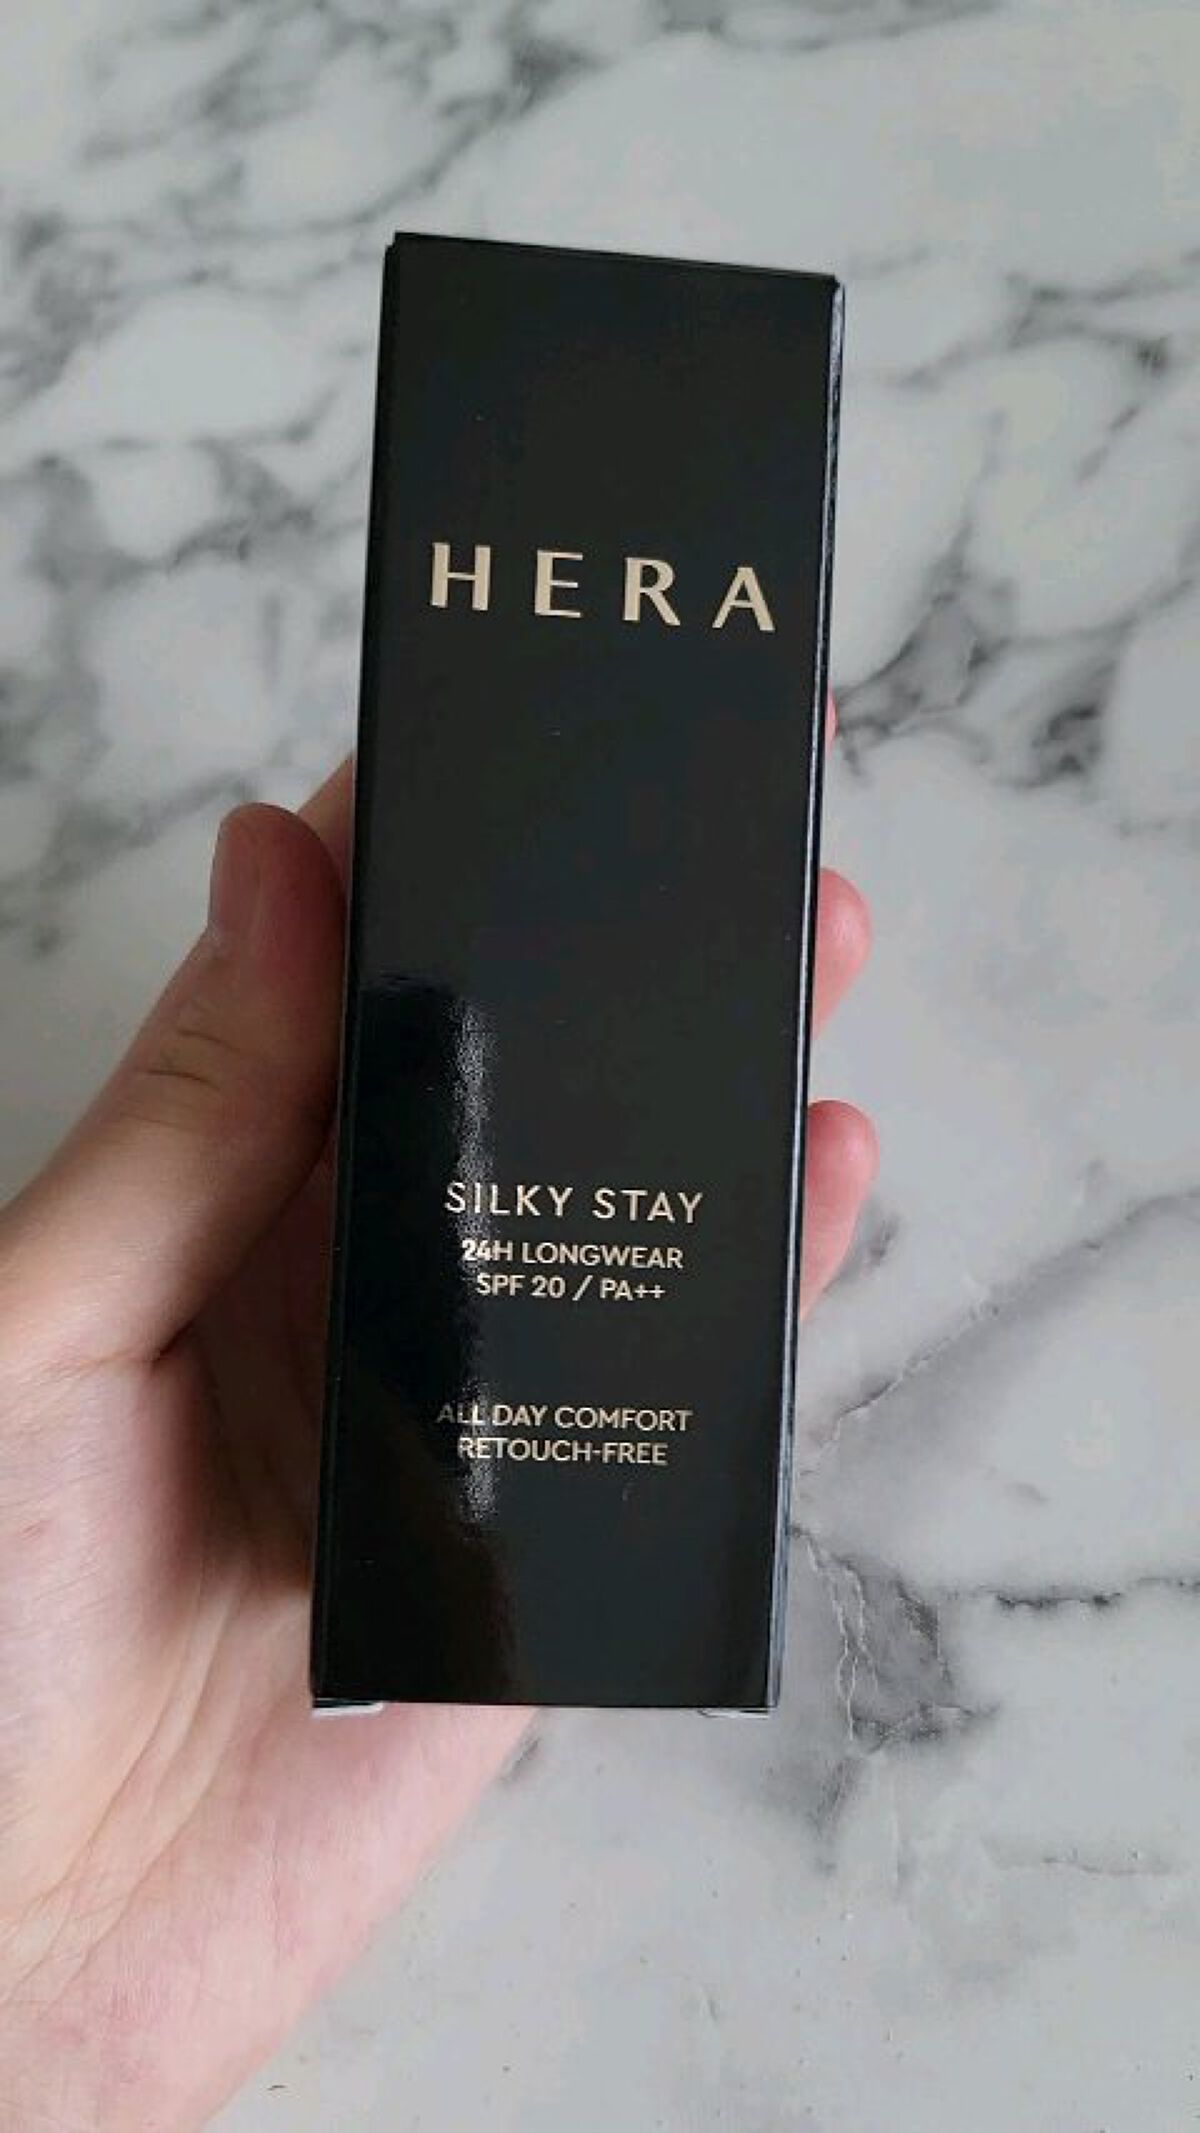 HERA
SILKY STAY
24H LONGWEAR
SPF 20 / PA++
ALL DAY COMFORT
RETOUCH-FREE